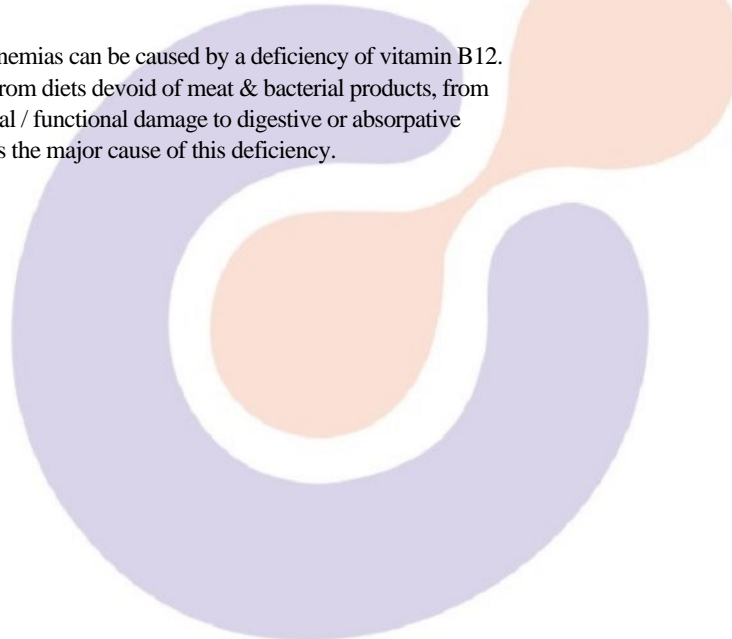 nemias can be caused by a deficiency of vitamin B12.
rom diets devoid of meat & bacterial products, from
al / functional damage to digestive or absorpative
s the major cause of this deficiency.